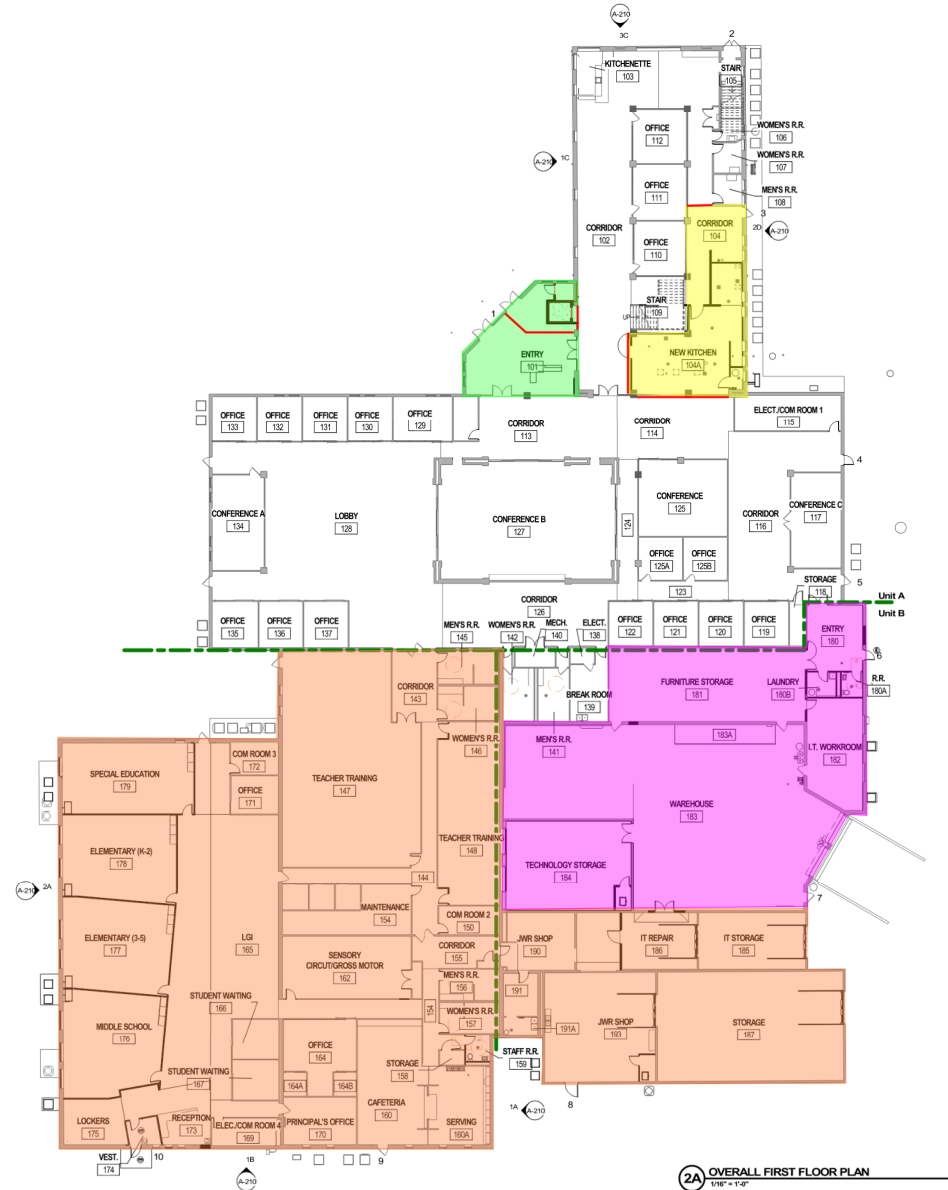 A-210
3C
2
KITCHENETTE
103
STAIR
105
WOMEN'S R.R.
106
OFFICE
112
WOMEN'S R.R.
107
A-210
1C
MEN'S R.R.
108
OFFICE
111
3
CORRIDOR
104
2D
A-210
CORRIDOR
102
OFFICE
110
STAIR
109
UP
1
ENTRY
101
NEW KITCHEN
104A
OFFICE
133
OFFICE
132
OFFICE
131
OFFICE
130
OFFICE
129
CORRIDOR
113
CORRIDOR
114
ELECT./COM ROOM 1
115
4
CONFERENCE A
134
LOBBY
128
CONFERENCE B
127
124
CONFERENCE
125
CORRIDOR
116
CONFERENCE C
117
OFFICE
125A
OFFICE
125B
123
STORAGE
118
5
Unit A
Unit B
OFFICE
135
OFFICE
136
OFFICE
137
CORRIDOR
126
MEN'S R.R.
145
WOMEN'S R.R.
142
MECH.
140
ELECT.
138
OFFICE
122
OFFICE
121
OFFICE
120
OFFICE
119
ENTRY
180
6
CORRIDOR
143
FURNITURE STORAGE
181
LAUNDRY
180B
R.R.
180A
BREAK ROOM
139
WOMEN'S R.R.
146
MEN'S R.R.
141
183A
I.T. WORKROOM
182
COM ROOM 3
172
SPECIAL EDUCATION
179
OFFICE
171
TEACHER TRAINING
147
WAREHOUSE
183
TEACHER TRAINING
148
ELEMENTARY (K-2)
178
TECHNOLOGY STORAGE
184
144
A-210
2A
7
MAINTENANCE
154
COM ROOM 2
150
ELEMENTARY (3-5)
177
LGI
165
SENSORY
CIRCUT/GROSS MOTOR
162
CORRIDOR
155
JWR SHOP
190
IT REPAIR
186
IT STORAGE
185
MEN'S R.R.
156
191
STUDENT WAITING
166
154
WOMEN'S R.R.
157
191A
JWR SHOP
193
STORAGE
187
MIDDLE SCHOOL
176
OFFICE
164
STORAGE
158
STAFF R.R.
159
STUDENT WAITING
167
164A
164B
CAFETERIA
160
1A
A-210
8
LOCKERS
175
RECEPTION
173
ELEC./COM ROOM 4
169
PRINCIPAL'S OFFICE
170
SERVING
160A
VEST.
174
10
1B
A-210
9
2A
OVERALL FIRST FLOOR PLAN
1/16" = 1'-0"